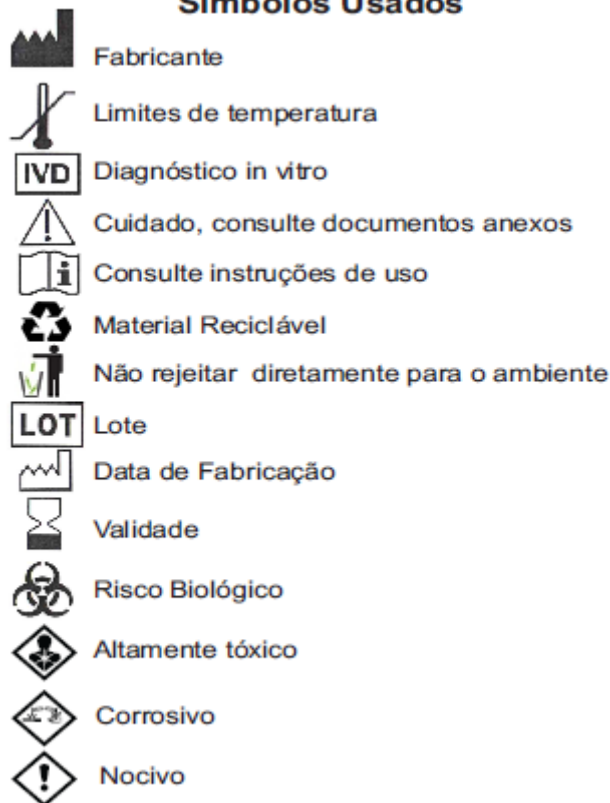 Símbolos Usados
Fabricante
Limites de temperatura
IVD Diagnóstico in vitro
Cuidado, consulte documentos anexos
i Consulte instruções de uso
Material Reciclável
Não rejeitar diretamente para o ambiente
LOT Lote
Data de Fabricação
Validade
Risco Biológico
Altamente tóxico
Corrosivo
Nocivo